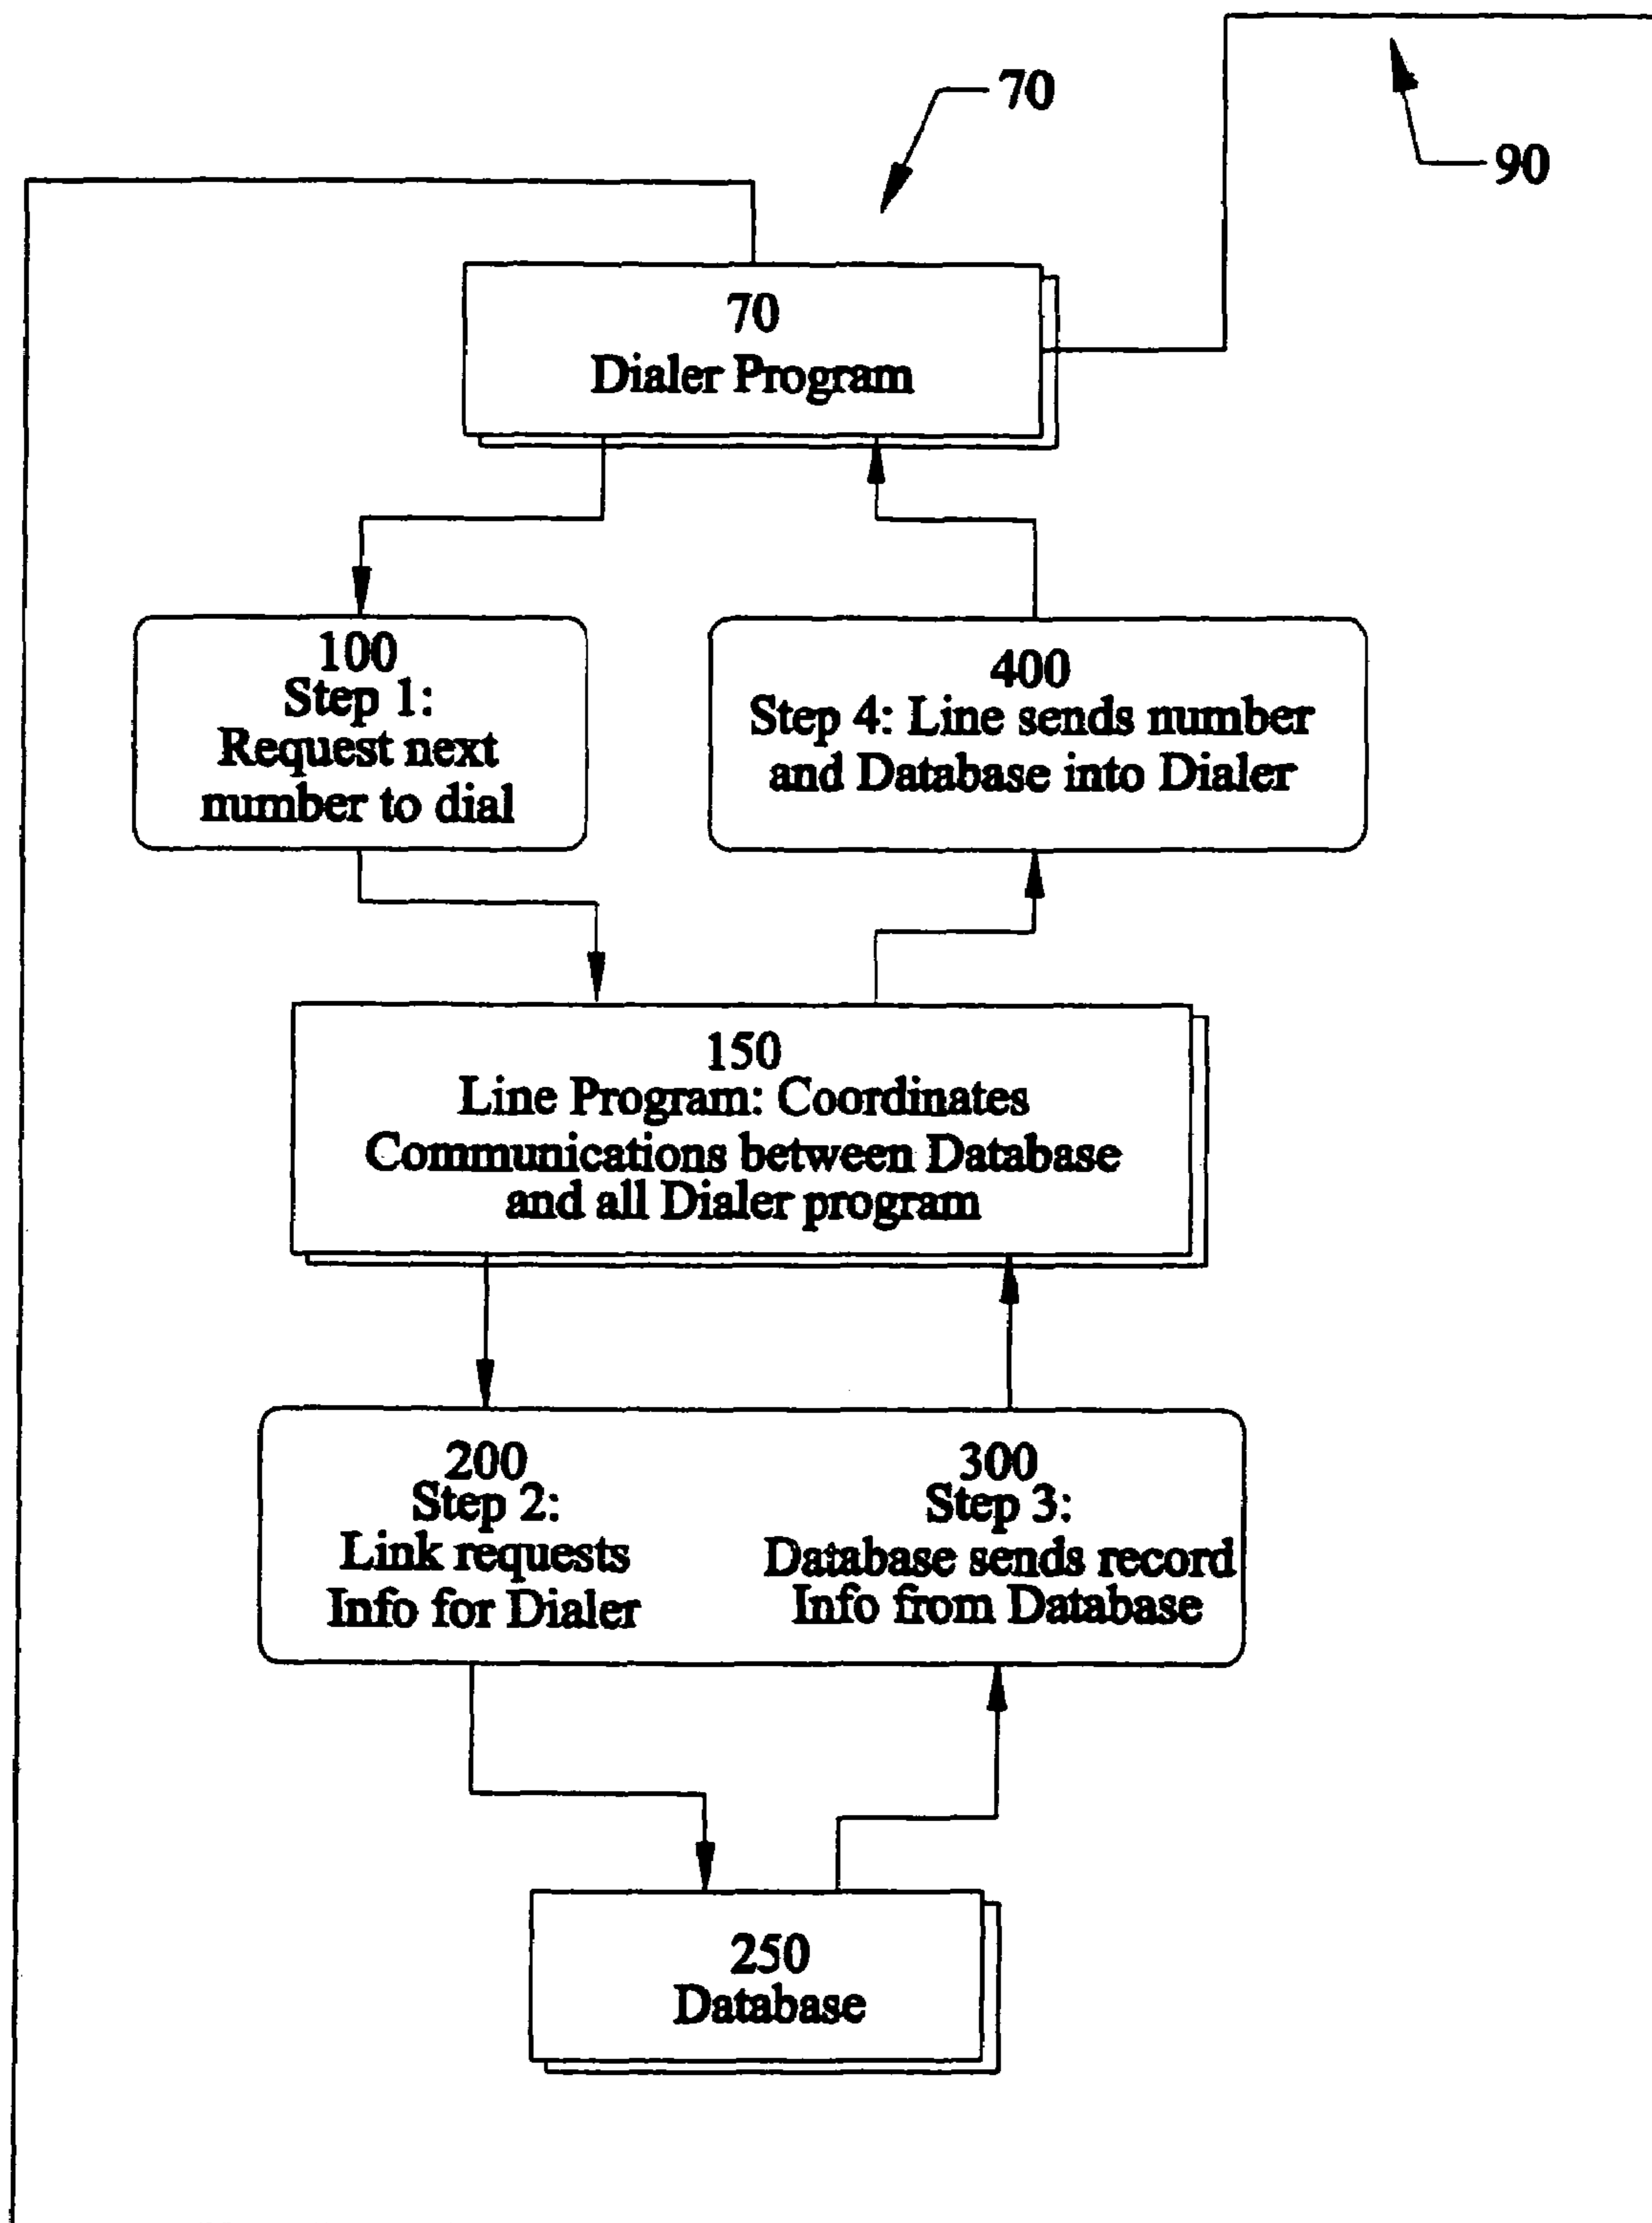 70
90
70
Dialer Program
100
Step 1:
Request next
number to dial
400
Step 4: Line sends number
and Database into Dialer
150
Line Program: Coordinates
Communications between Database
and all Dialer program
200
Step 2:
Link requests
Info for Dialer
300
Step 3:
Database sends record
Info from Database
250
Database